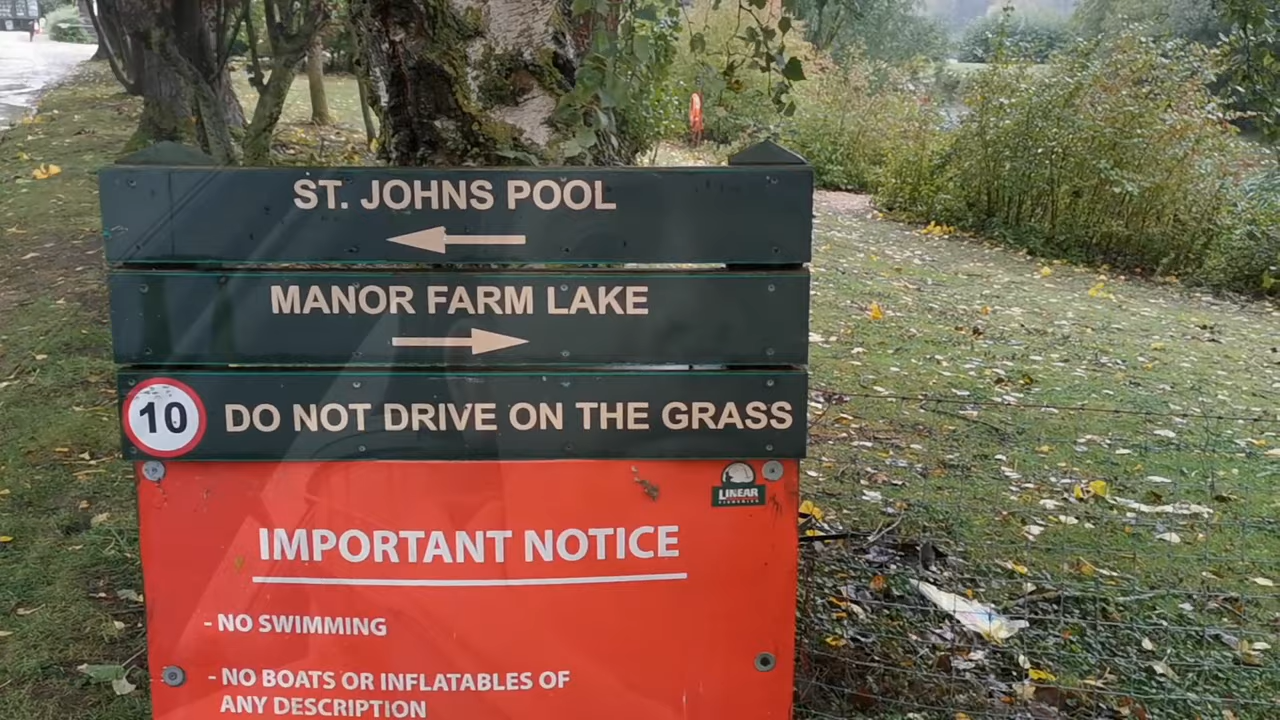 ST. JOHNS POOL
MANOR FARM LAKE
10 DO NOT DRIVE ON THE GRASS
LINEAR
FISHERIES
IMPORTANT NOTICE
- NO SWIMMING
- NO BOATS OR INFLATABLES OF
ANY DESCRIPTION